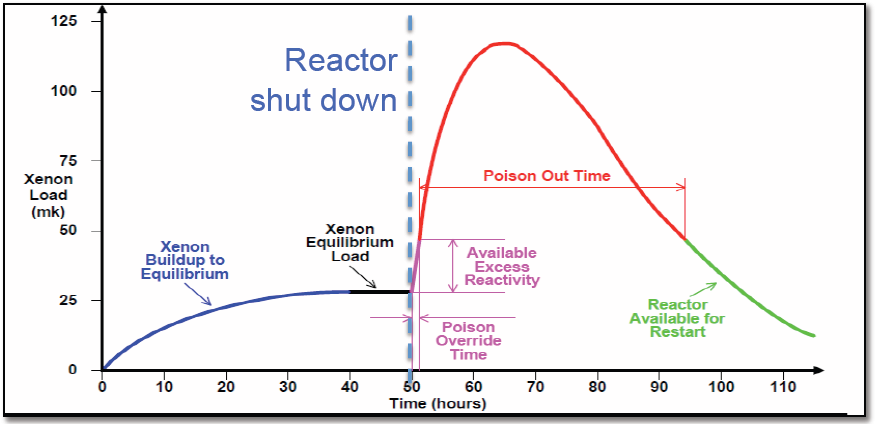 125
100
75
50
25
0
Xenon
Load
(mk)
Reactor
shut down
Poison Out Time
Xenon
Equilibrium
Load
Xenon
Buildup to
Equilibrium
Available
Excess
Reactivity
Poison
Override
Time
Reactor
Available for
Restart
0 10 20 30 40 50 60 70 80 90 100 110
Time (hours)